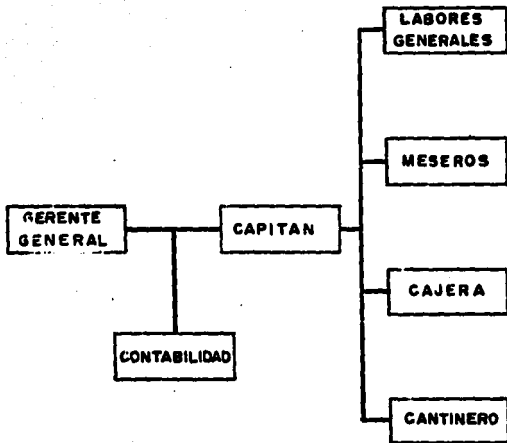 LABORES
GENERALES
MESEROS
GERENTE
GENERAL
CAPITAN
CAJERA
CONTABILIDAD
CANTINERO